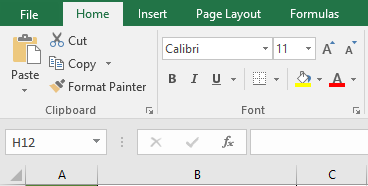 File Home Insert Page Layout Formulas
Cut
Calibri 11 A A
Paste Copy
Format Painter B I U A
Clipboard Font
H12 fx
A B C